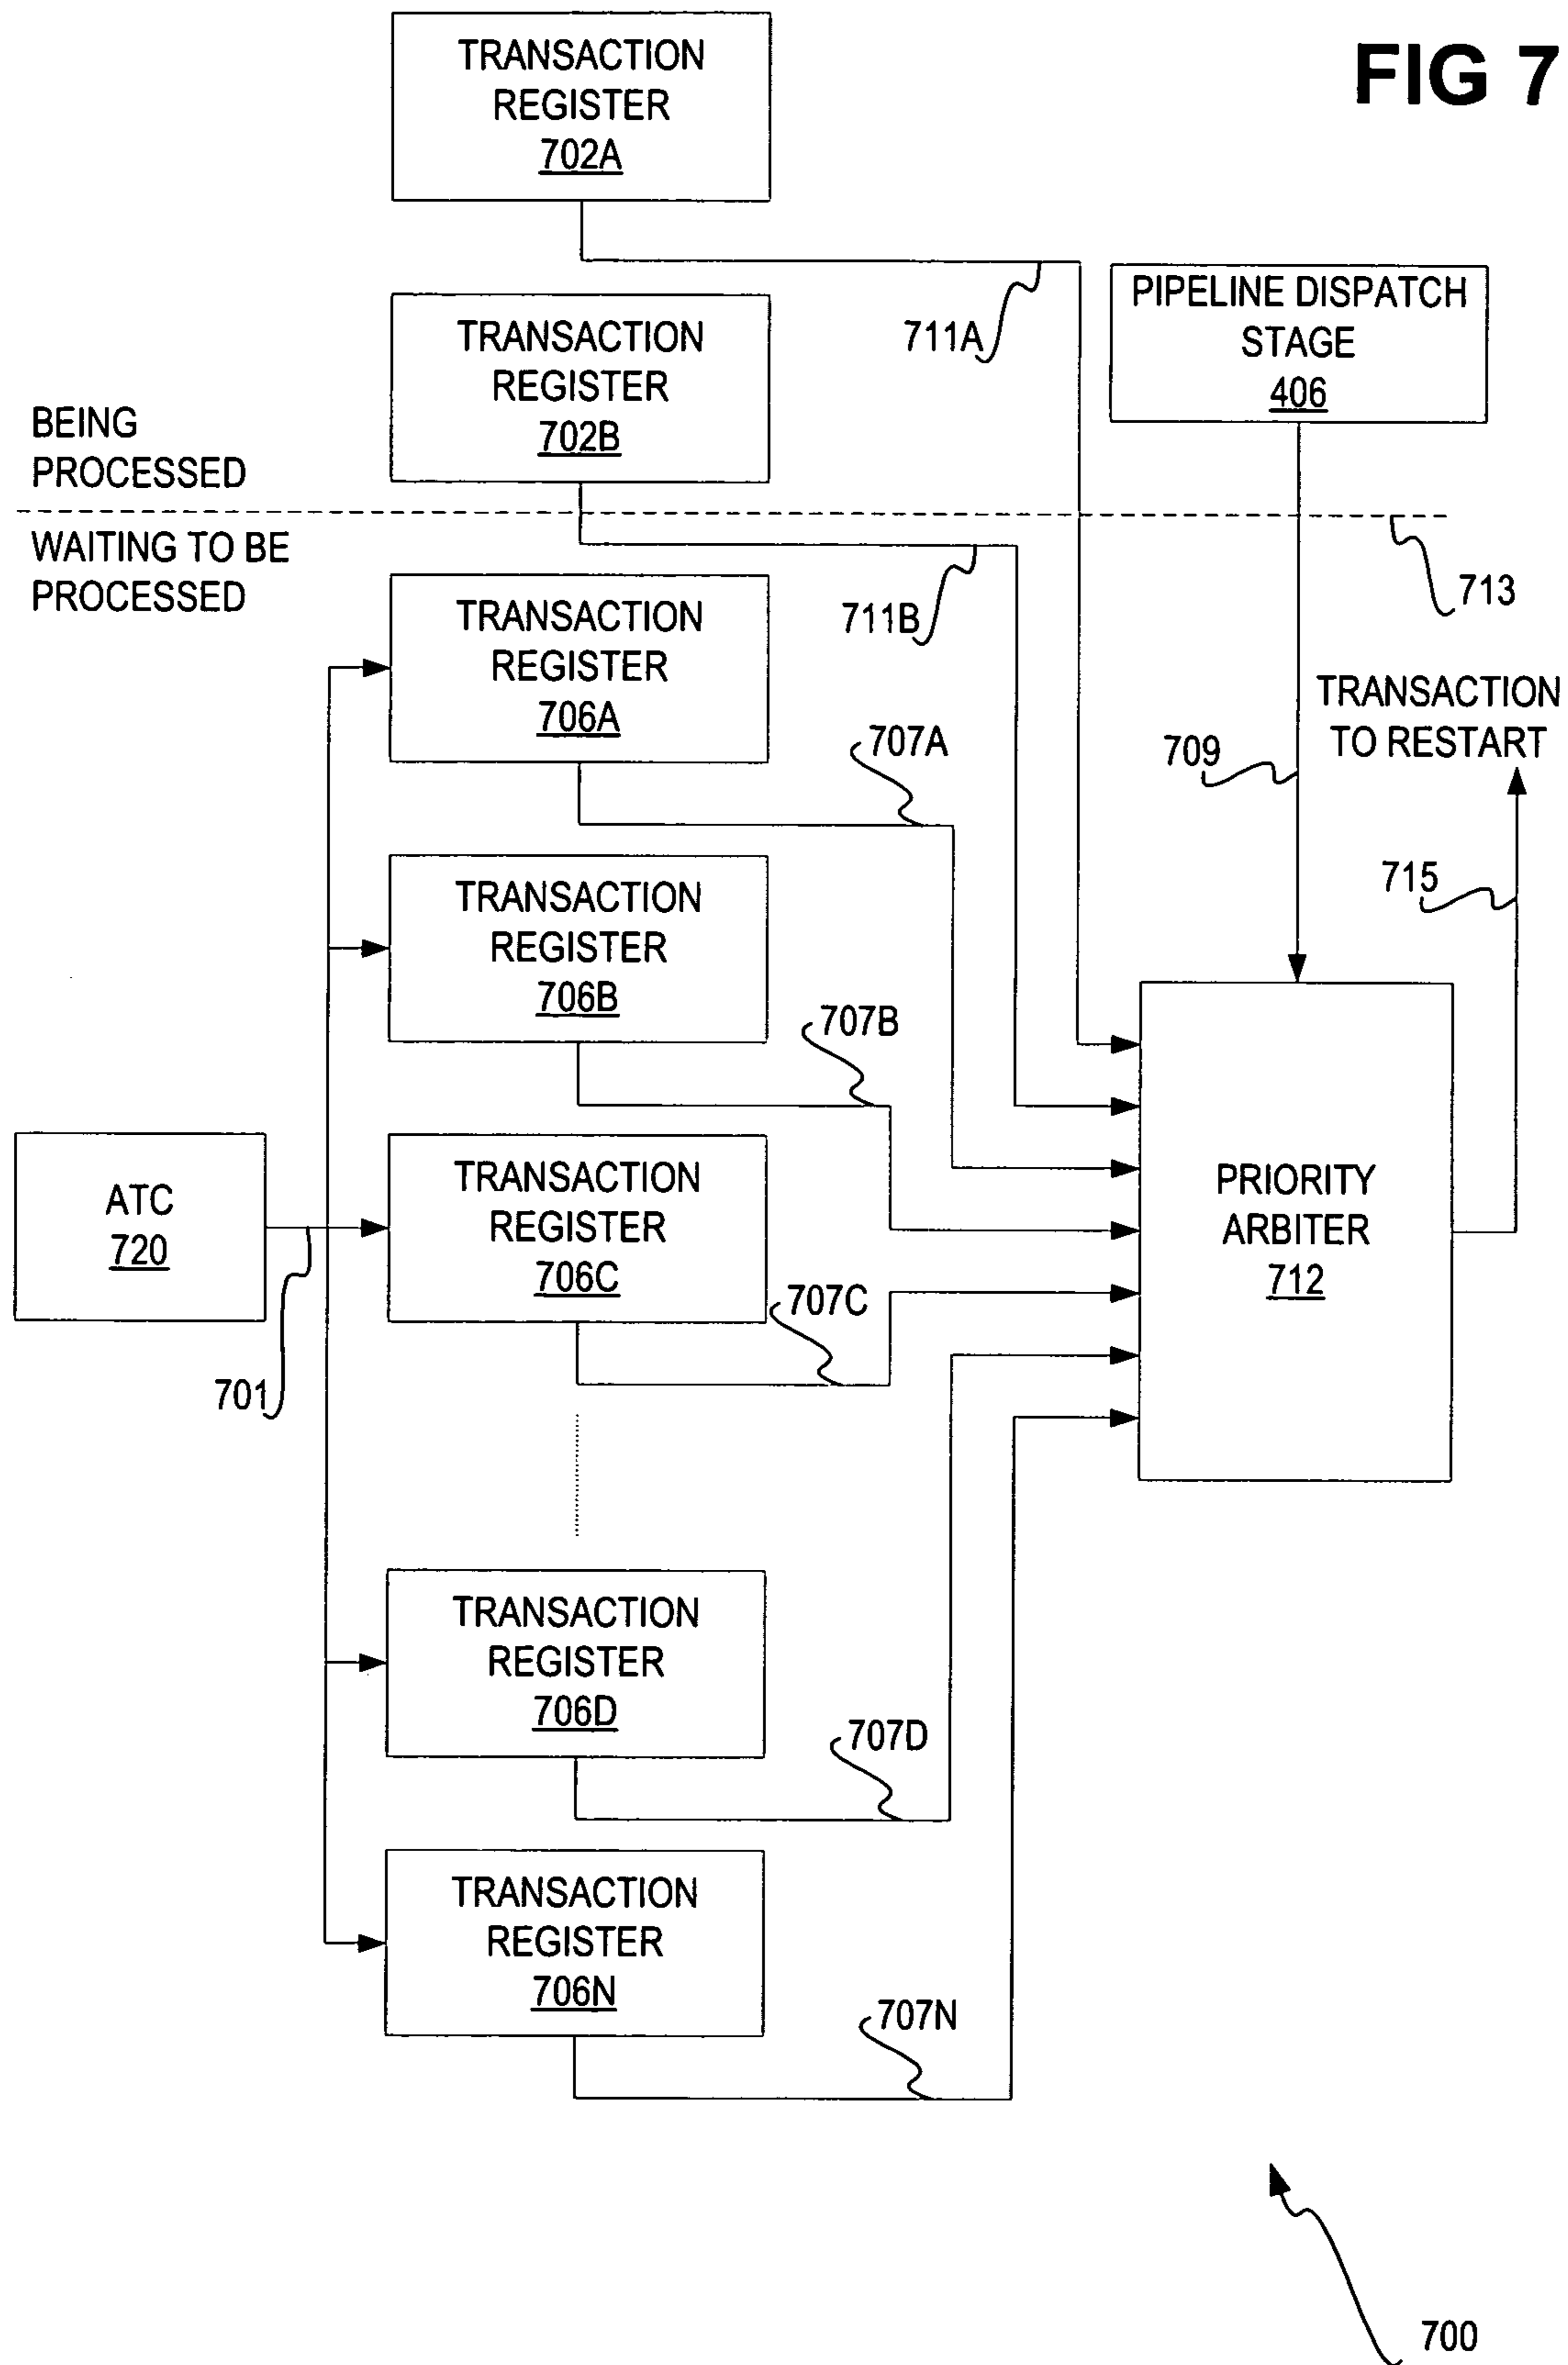 FIG 7
TRANSACTION
REGISTER
702A
PIPELINE DISPATCH
STAGE
406
711A
TRANSACTION
REGISTER
702B
BEING
PROCESSED
WAITING TO BE
PROCESSED
713
711B
TRANSACTION
REGISTER
706A
TRANSACTION
TO RESTART
707A
709
715
TRANSACTION
REGISTER
706B
707B
ATC
720
TRANSACTION
REGISTER
706C
PRIORITY
ARBITER
712
707C
701
TRANSACTION
REGISTER
706D
707D
TRANSACTION
REGISTER
706N
707N
700